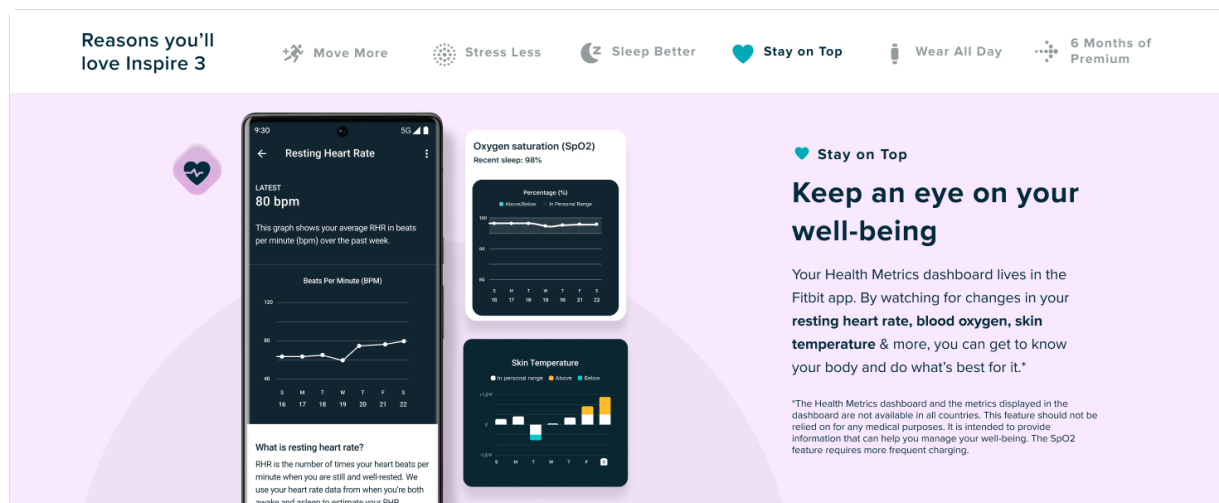 Reasons you'll
love Inspire 3
Move More
Stress Less
Sleep Better
Stay on Top
Wear All Day
6 Months of
Premium
9:30
5G
Resting Heart Rate
LATEST
80 bpm
This graph shows your average RHR in beats
per minute (bpm) over the past week.
Beats Per Minute (BPM)
120
80
40
S M T W T F S
16 17 18 19 20 21 22
What is resting heart rate?
RHR is the number of times your heart beats per
minute when you are still and well-rested. We
use your heart rate data from when you're both
awake and asleep to estimate your RHR.
Oxygen saturation (SpO2)
Recent sleep: 98%
Percentage (%)
Above/Below In Personal Range
100
90
S M T W T F S
16 17 18 19 20 21 22
Skin Temperature
In personal range Above Below
+1.0°F
0
-1.0°F
S M T W T F S
Stay on Top
Keep an eye on your
well-being
Your Health Metrics dashboard lives in the
Fitbit app. By watching for changes in your
resting heart rate, blood oxygen, skin
temperature & more, you can get to know
your body and do what's best for it.*
*The Health Metrics dashboard and the metrics displayed in the
dashboard are not available in all countries. This feature should not be
relied on for any medical purposes. It is intended to provide
information that can help you manage your well-being. The SpO2
feature requires more frequent charging.